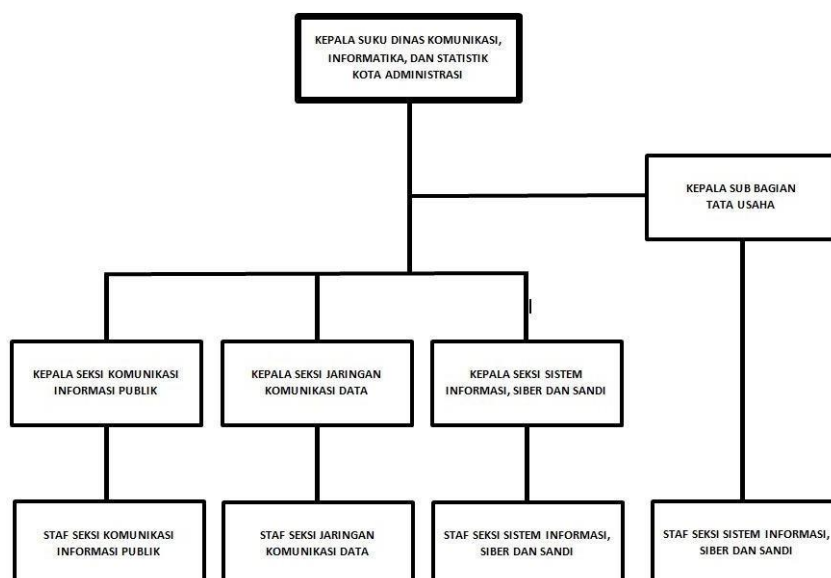 KEPALA SUKU DINAS KOMUNIKASI,
INFORMATIKA, DAN STATISTIK
KOTA ADMINISTRASI
KEPALA SUB BAGIAN
TATA USAHA
KEPALA SEKSI KOMUNIKASI
INFORMASI PUBLIK
KEPALA SEKSI JARINGAN
KOMUNIKASI DATA
KEPALA SEKSI SISTEM
INFORMASI, SIBER DAN SANDI
STAF SEKSI KOMUNIKASI
INFORMASI PUBLIK
STAF SEKSI JARINGAN
KOMUNIKASI DATA
STAF SEKSI SISTEM INFORMASI,
SIBER DAN SANDI
STAF SEKSI SISTEM INFORMASI,
SIBER DAN SANDI